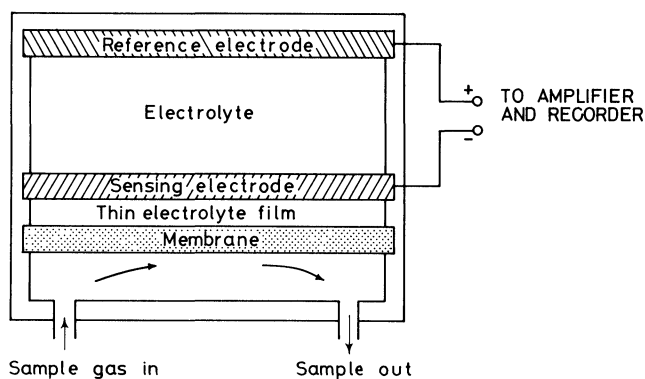 Reference electrode
+
TO AMPLIFIER
AND RECORDER
Electrolyte
−
Sensing electrode
Thin electrolyte film
Membrane
Sample gas in
Sample out